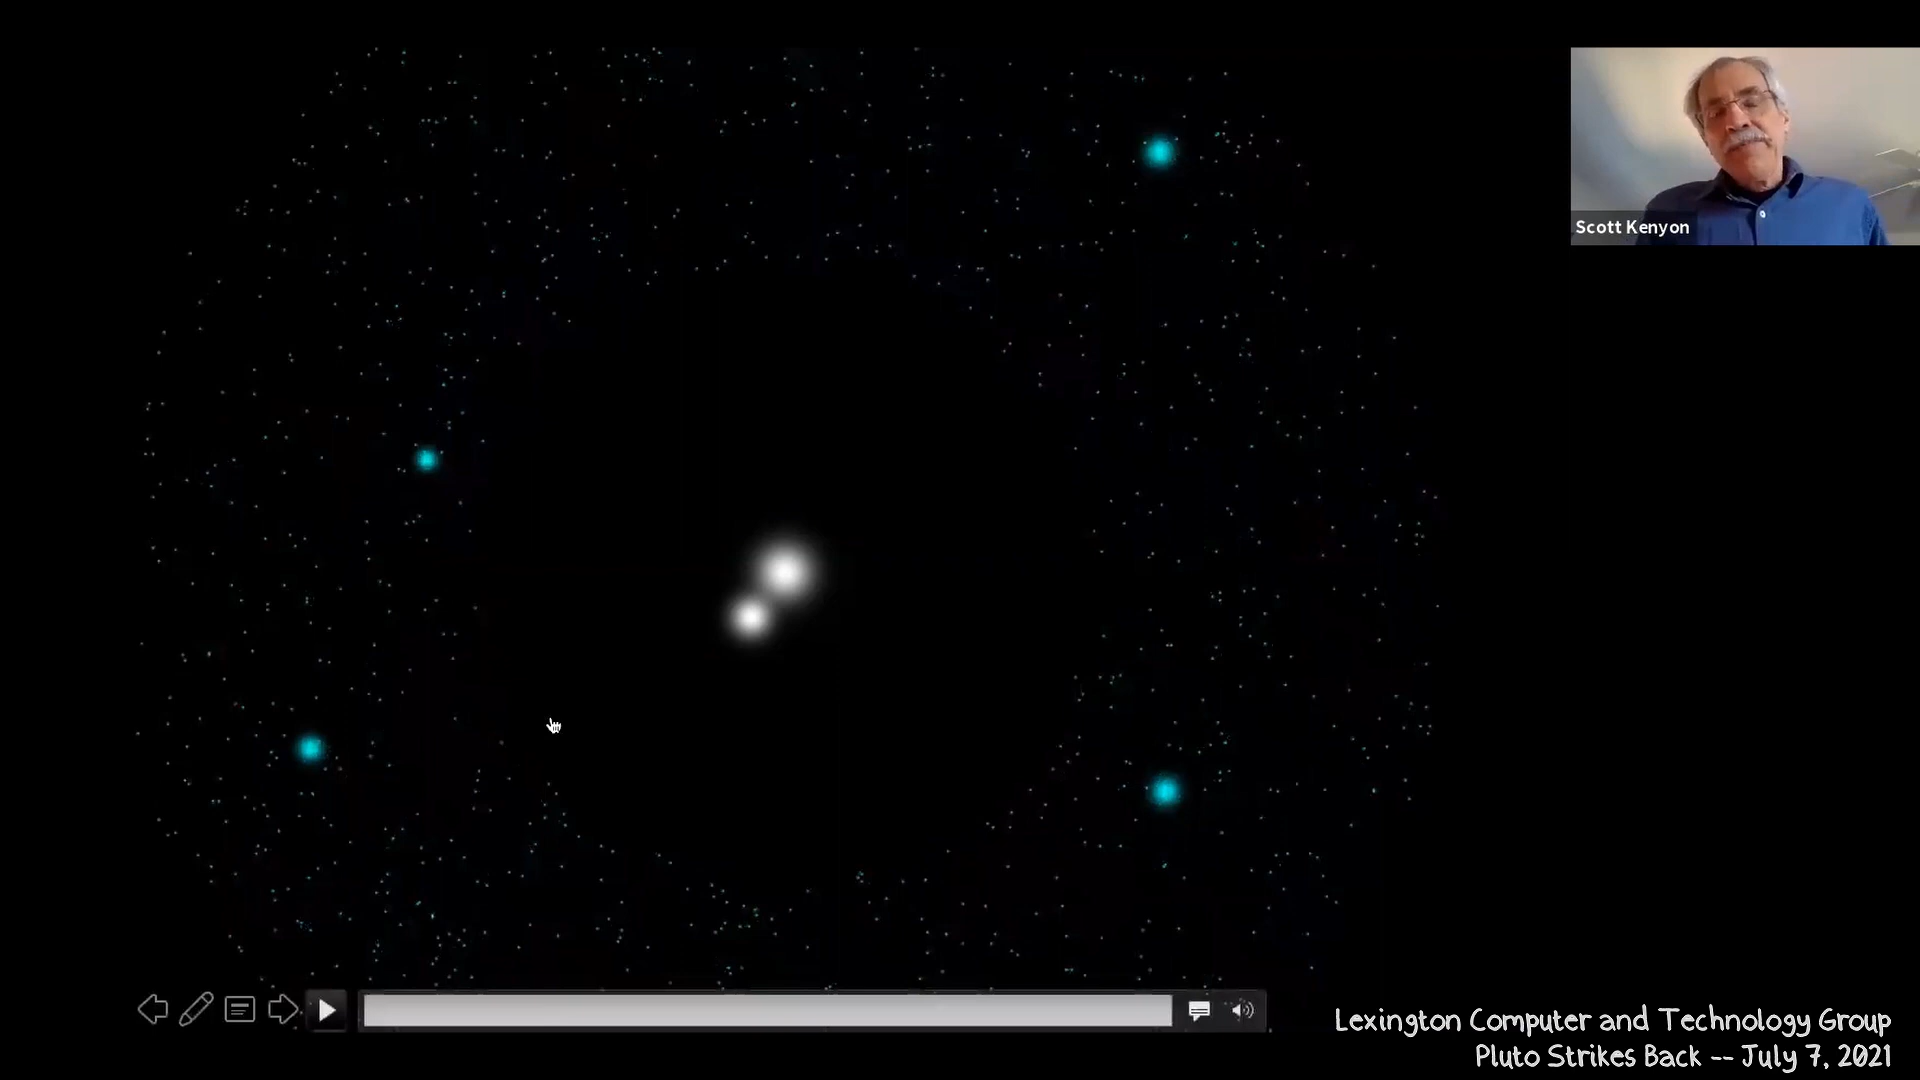 Scott Kenyon
Lexington Computer and Technology Group
Pluto Strikes Back -- July 7, 2021